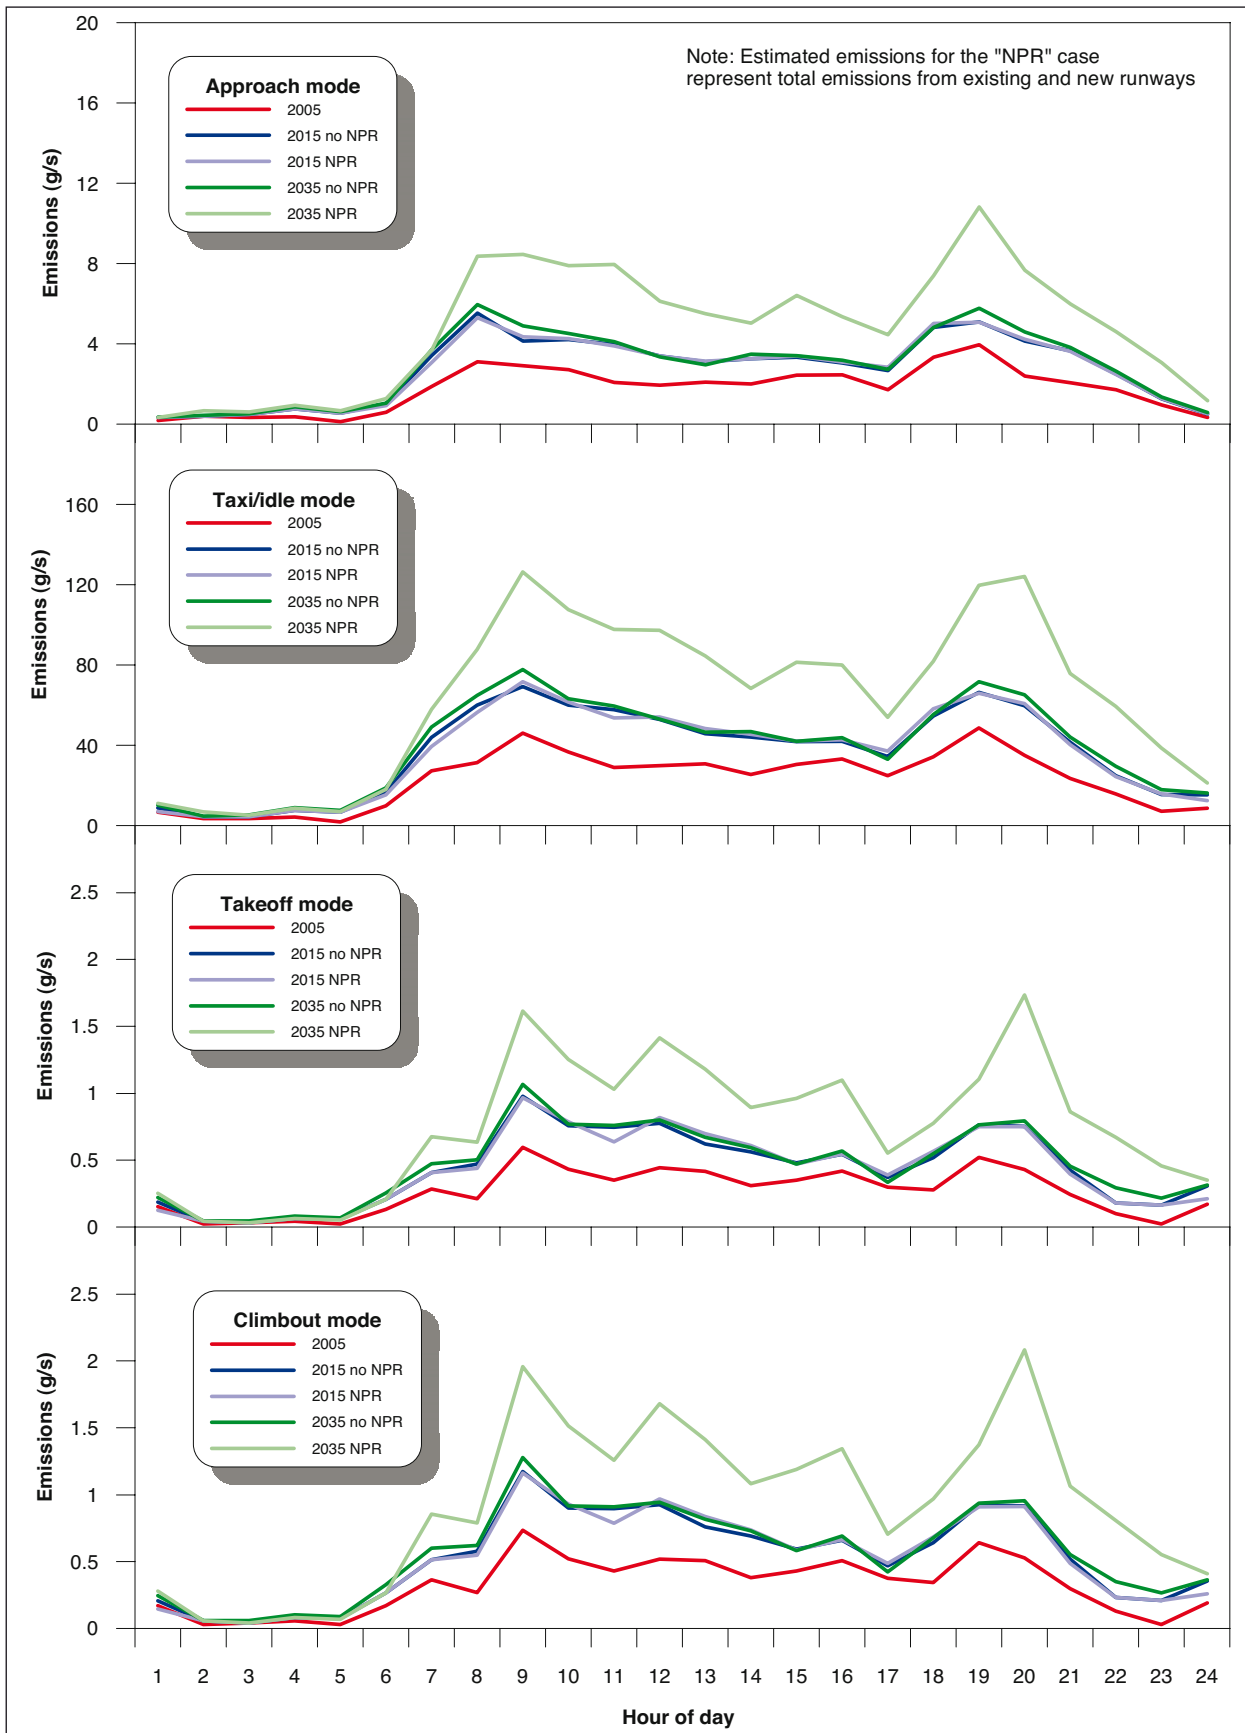 20
16
12
8
4
0
Emissions (g/s)
Note: Estimated emissions for the "NPR" case
represent total emissions from existing and new runways
Approach mode
2005
2015 no NPR
2015 NPR
2035 no NPR
2035 NPR
160
120
80
40
0
Emissions (g/s)
Taxi/idle mode
2005
2015 no NPR
2015 NPR
2035 no NPR
2035 NPR
2.5
2
1.5
1
0.5
0
Emissions (g/s)
Takeoff mode
2005
2015 no NPR
2015 NPR
2035 no NPR
2035 NPR
2.5
2
1.5
1
0.5
0
Emissions (g/s)
Climbout mode
2005
2015 no NPR
2015 NPR
2035 no NPR
2035 NPR
1 2 3 4 5 6 7 8 9 10 11 12 13 14 15 16 17 18 19 20 21 22 23 24
Hour of day